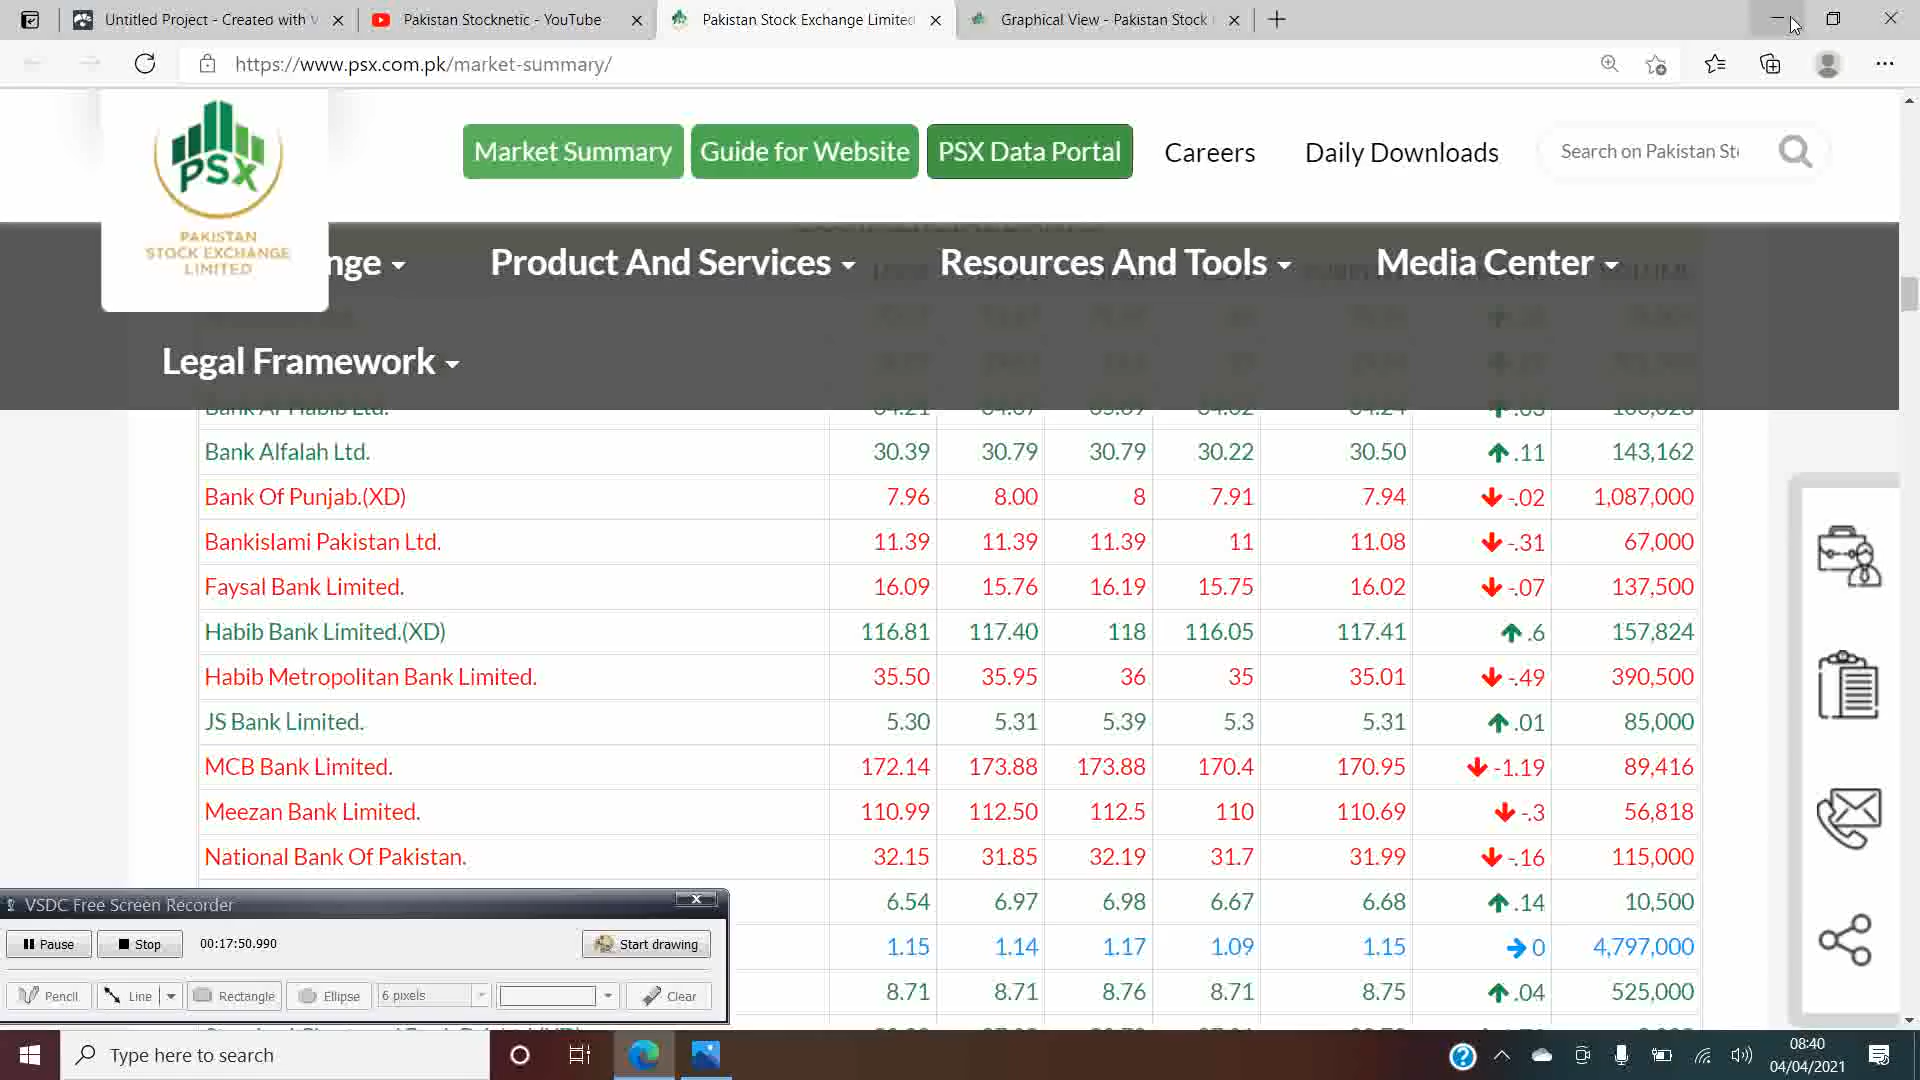 Untitled Project - Created with V
Pakistan Stocknetic - YouTube
Pakistan Stock Exchange Limited
Graphical View - Pakistan Stock
https://www.psx.com.pk/market-summary/
PSX
PAKISTAN
STOCK EXCHANGE
LIMITED
Market Summary
Guide for Website
PSX Data Portal
Careers
Daily Downloads
Search on Pakistan St
nge
Product And Services
Resources And Tools
Media Center
Legal Framework
Bank Alfalah Ltd. 30.39 30.79 30.79 30.22 30.50 .11 143,162
Bank Of Punjab.(XD) 7.96 8.00 8 7.91 7.94 -.02 1,087,000
Bankislami Pakistan Ltd. 11.39 11.39 11.39 11 11.08 -.31 67,000
Faysal Bank Limited. 16.09 15.76 16.19 15.75 16.02 -.07 137,500
Habib Bank Limited.(XD) 116.81 117.40 118 116.05 117.41 .6 157,824
Habib Metropolitan Bank Limited. 35.50 35.95 36 35 35.01 -.49 390,500
JS Bank Limited. 5.30 5.31 5.39 5.3 5.31 .01 85,000
MCB Bank Limited. 172.14 173.88 173.88 170.4 170.95 -1.19 89,416
Meezan Bank Limited. 110.99 112.50 112.5 110 110.69 -.3 56,818
National Bank Of Pakistan. 32.15 31.85 32.19 31.7 31.99 -.16 115,000
6.54 6.97 6.98 6.67 6.68 .14 10,500
1.15 1.14 1.17 1.09 1.15 0 4,797,000
8.71 8.71 8.76 8.71 8.75 .04 525,000
VSDC Free Screen Recorder
Pause
Stop
00:17:50.990
Start drawing
Pencil
Line
Rectangle
Ellipse
6 pixels
Clear
Type here to search
08:40
04/04/2021